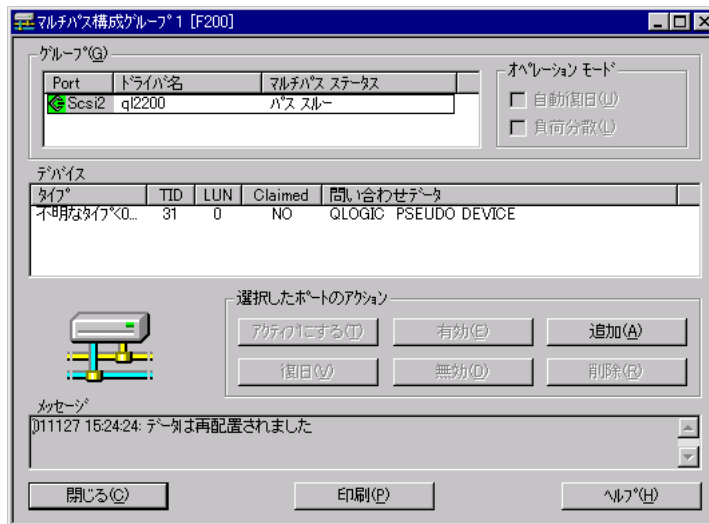 マルチパス構成グループ 1 [F200]
グループ(G)
Port ドライバ名 マルチパス ステータス
Scsi2 ql2200 パス スルー
オペレーション モード
自動復旧(U)
負荷分散(L)
デバイス
タイプ TID LUN Claimed 問い合わせデータ
不明なタイプ<0... 31 0 NO QLOGIC PSEUDO DEVICE
選択したポートのアクション
アクティブにする(T) 有効(E) 追加(A)
復旧(V) 無効(D) 削除(R)
メッセージ
011127 15:24:24: データは再配置されました
閉じる(C) 印刷(P) ヘルプ(H)